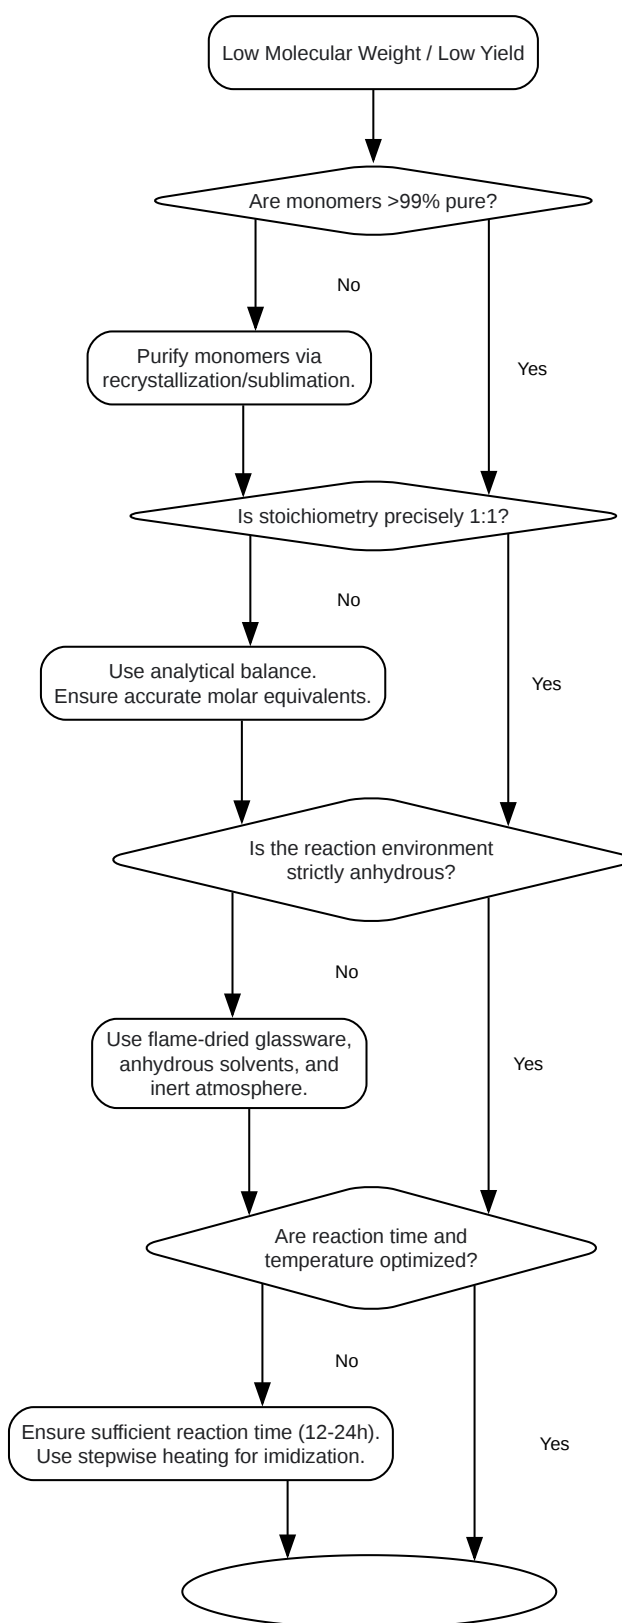 Low Molecular Weight / Low Yield
Are monomers >99% pure?
No
Purify monomers via
recrystallization/sublimation.
Yes
Is stoichiometry precisely 1:1?
No
Use analytical balance.
Ensure accurate molar equivalents.
Yes
Is the reaction environment
strictly anhydrous?
No
Use flame-dried glassware,
anhydrous solvents, and
inert atmosphere.
Yes
Are reaction time and
temperature optimized?
No
Ensure sufficient reaction time (12-24h).
Use stepwise heating for imidization.
Yes